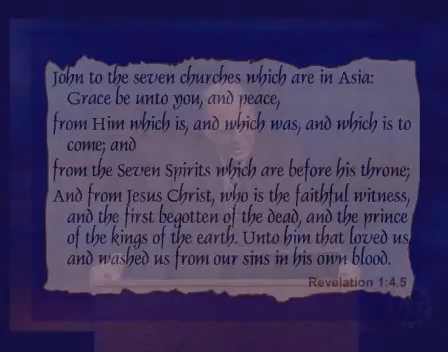 John to the seven churches which are in Asia:
Grace be unto you, and peace,
from Him which is, and which was, and which is to
come; and
from the Seven Spirits which are before his throne;
And from Jesus Christ, who is the faithful witness,
and the first begotten of the dead, and the prince
of the kings of the earth. Unto him that loved us,
and washed us from our sins in his own blood.
Revelation 1:4,5